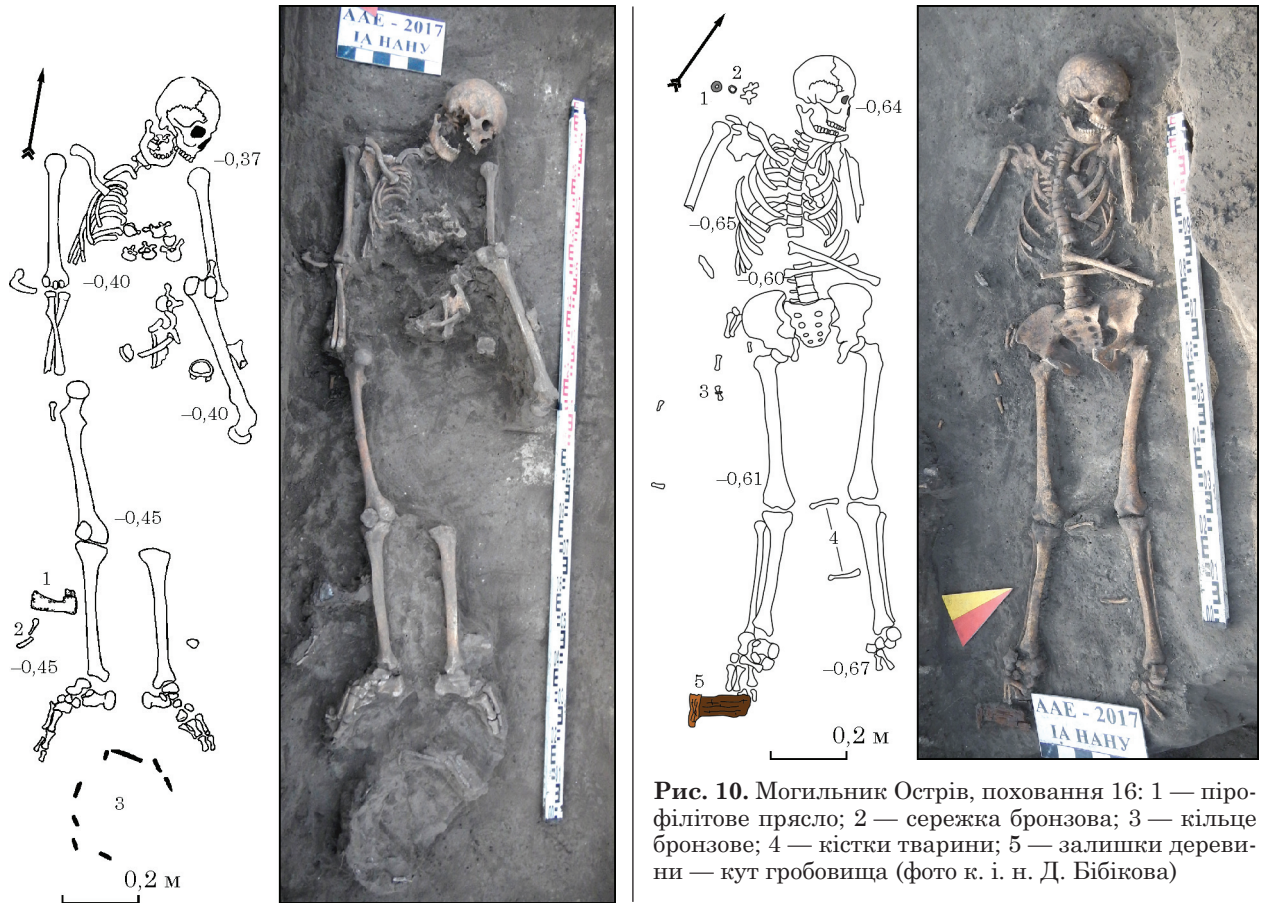 ААЕ - 2017
ІА НАНУ
–0,37
–0,40
–0,40
–0,45
1
2
–0,45
3
0,2 м
1
2
–0,64
–0,65
–0,60
3
–0,61
4
–0,67
5
0,2 м
ААЕ - 2017
ІА НАНУ
Рис. 10. Могильник Острів, поховання 16: 1 — піро-
філітове прясло; 2 — сережка бронзова; 3 — кільце
бронзове; 4 — кістки тварини; 5 — залишки дереви-
ни — кут гробовища (фото к. і. н. Д. Бібікова)